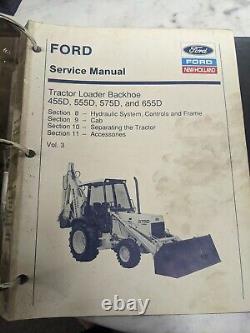 FORD
Service Manual
Ford
FORD
NEW HOLLAND
Tractor Loader Backhoe
455D, 555D, 575D, and 655D
Section 8 – Hydraulic System, Controls and Frame
Section 9 – Cab
Section 10 – Separating the Tractor
Section 11 – Accessories
Vol. 3